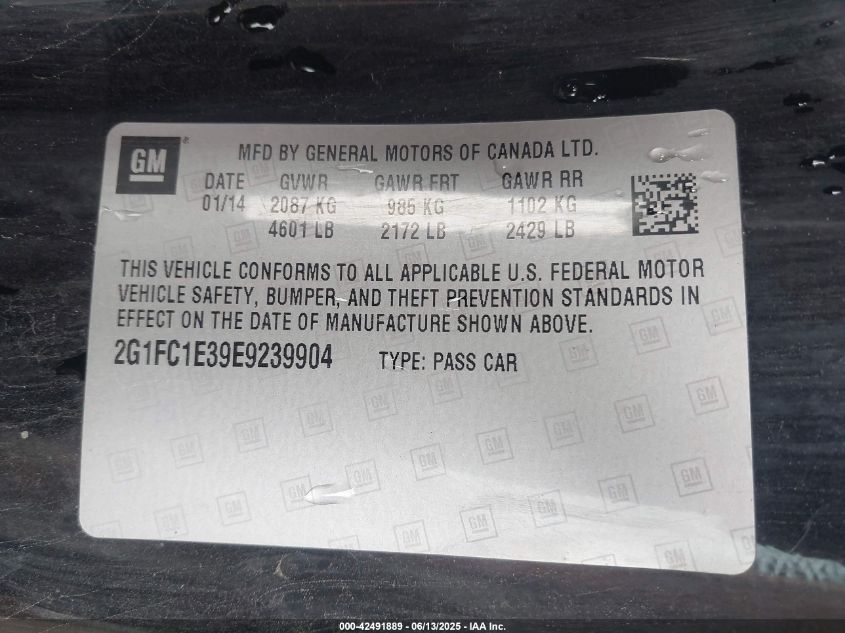 GM
MFD BY GENERAL MOTORS OF CANADA LTD.
DATE GVWR GAWR FRT GAWR RR
01/14 2087 KG 985 KG 1102 KG
4601 LB 2172 LB 2429 LB
THIS VEHICLE CONFORMS TO ALL APPLICABLE U.S. FEDERAL MOTOR
VEHICLE SAFETY, BUMPER, AND THEFT PREVENTION STANDARDS IN
EFFECT ON THE DATE OF MANUFACTURE SHOWN ABOVE.
2G1FC1E39E9239904 TYPE: PASS CAR
000-42491889 - 06/13/2025 - IAA Inc.